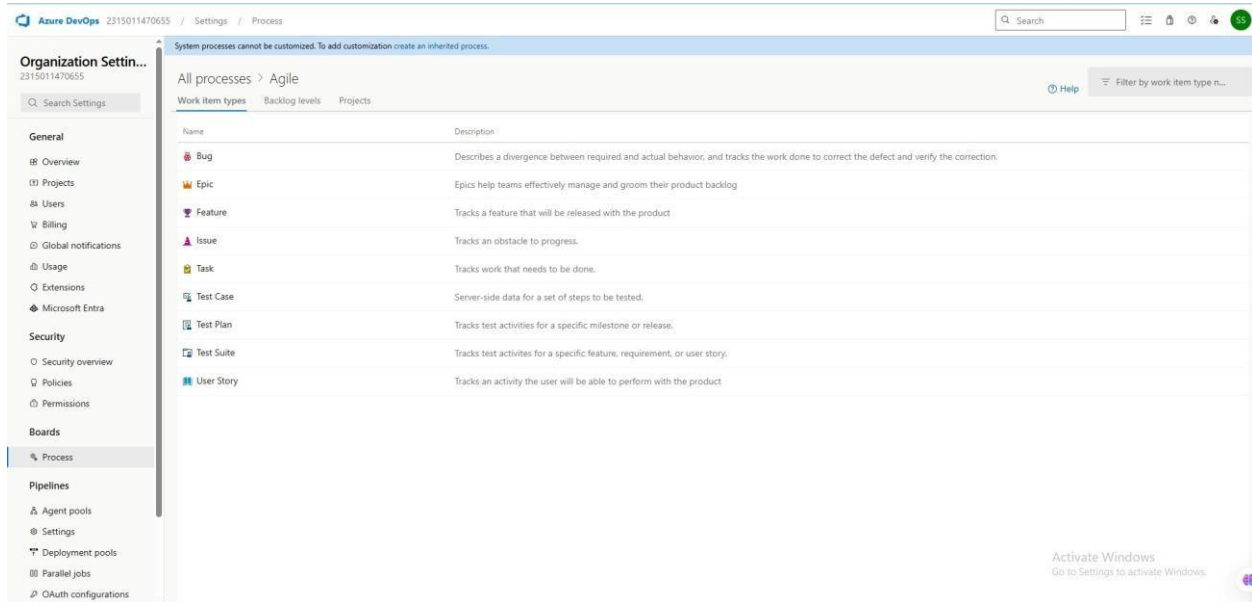 Azure DevOps 2315011470655 / Settings / Process
Search
SS
Organization Settin...
2315011470655
Search Settings
General
Overview
Projects
Users
Billing
Global notifications
Usage
Extensions
Microsoft Entra
Security
Security overview
Policies
Permissions
Boards
Process
Pipelines
Agent pools
Settings
Deployment pools
Parallel jobs
OAuth configurations
System processes cannot be customized. To add customization create an inherited process.
All processes > Agile
Help
Filter by work item type n...
Work item types Backlog levels Projects
Name Description
Bug Describes a divergence between required and actual behavior, and tracks the work done to correct the defect and verify the correction.
Epic Epics help teams effectively manage and groom their product backlog
Feature Tracks a feature that will be released with the product
Issue Tracks an obstacle to progress.
Task Tracks work that needs to be done.
Test Case Server-side data for a set of steps to be tested.
Test Plan Tracks test activities for a specific milestone or release.
Test Suite Tracks test activites for a specific feature, requirement, or user story.
User Story Tracks an activity the user will be able to perform with the product
Activate Windows
Go to Settings to activate Windows.